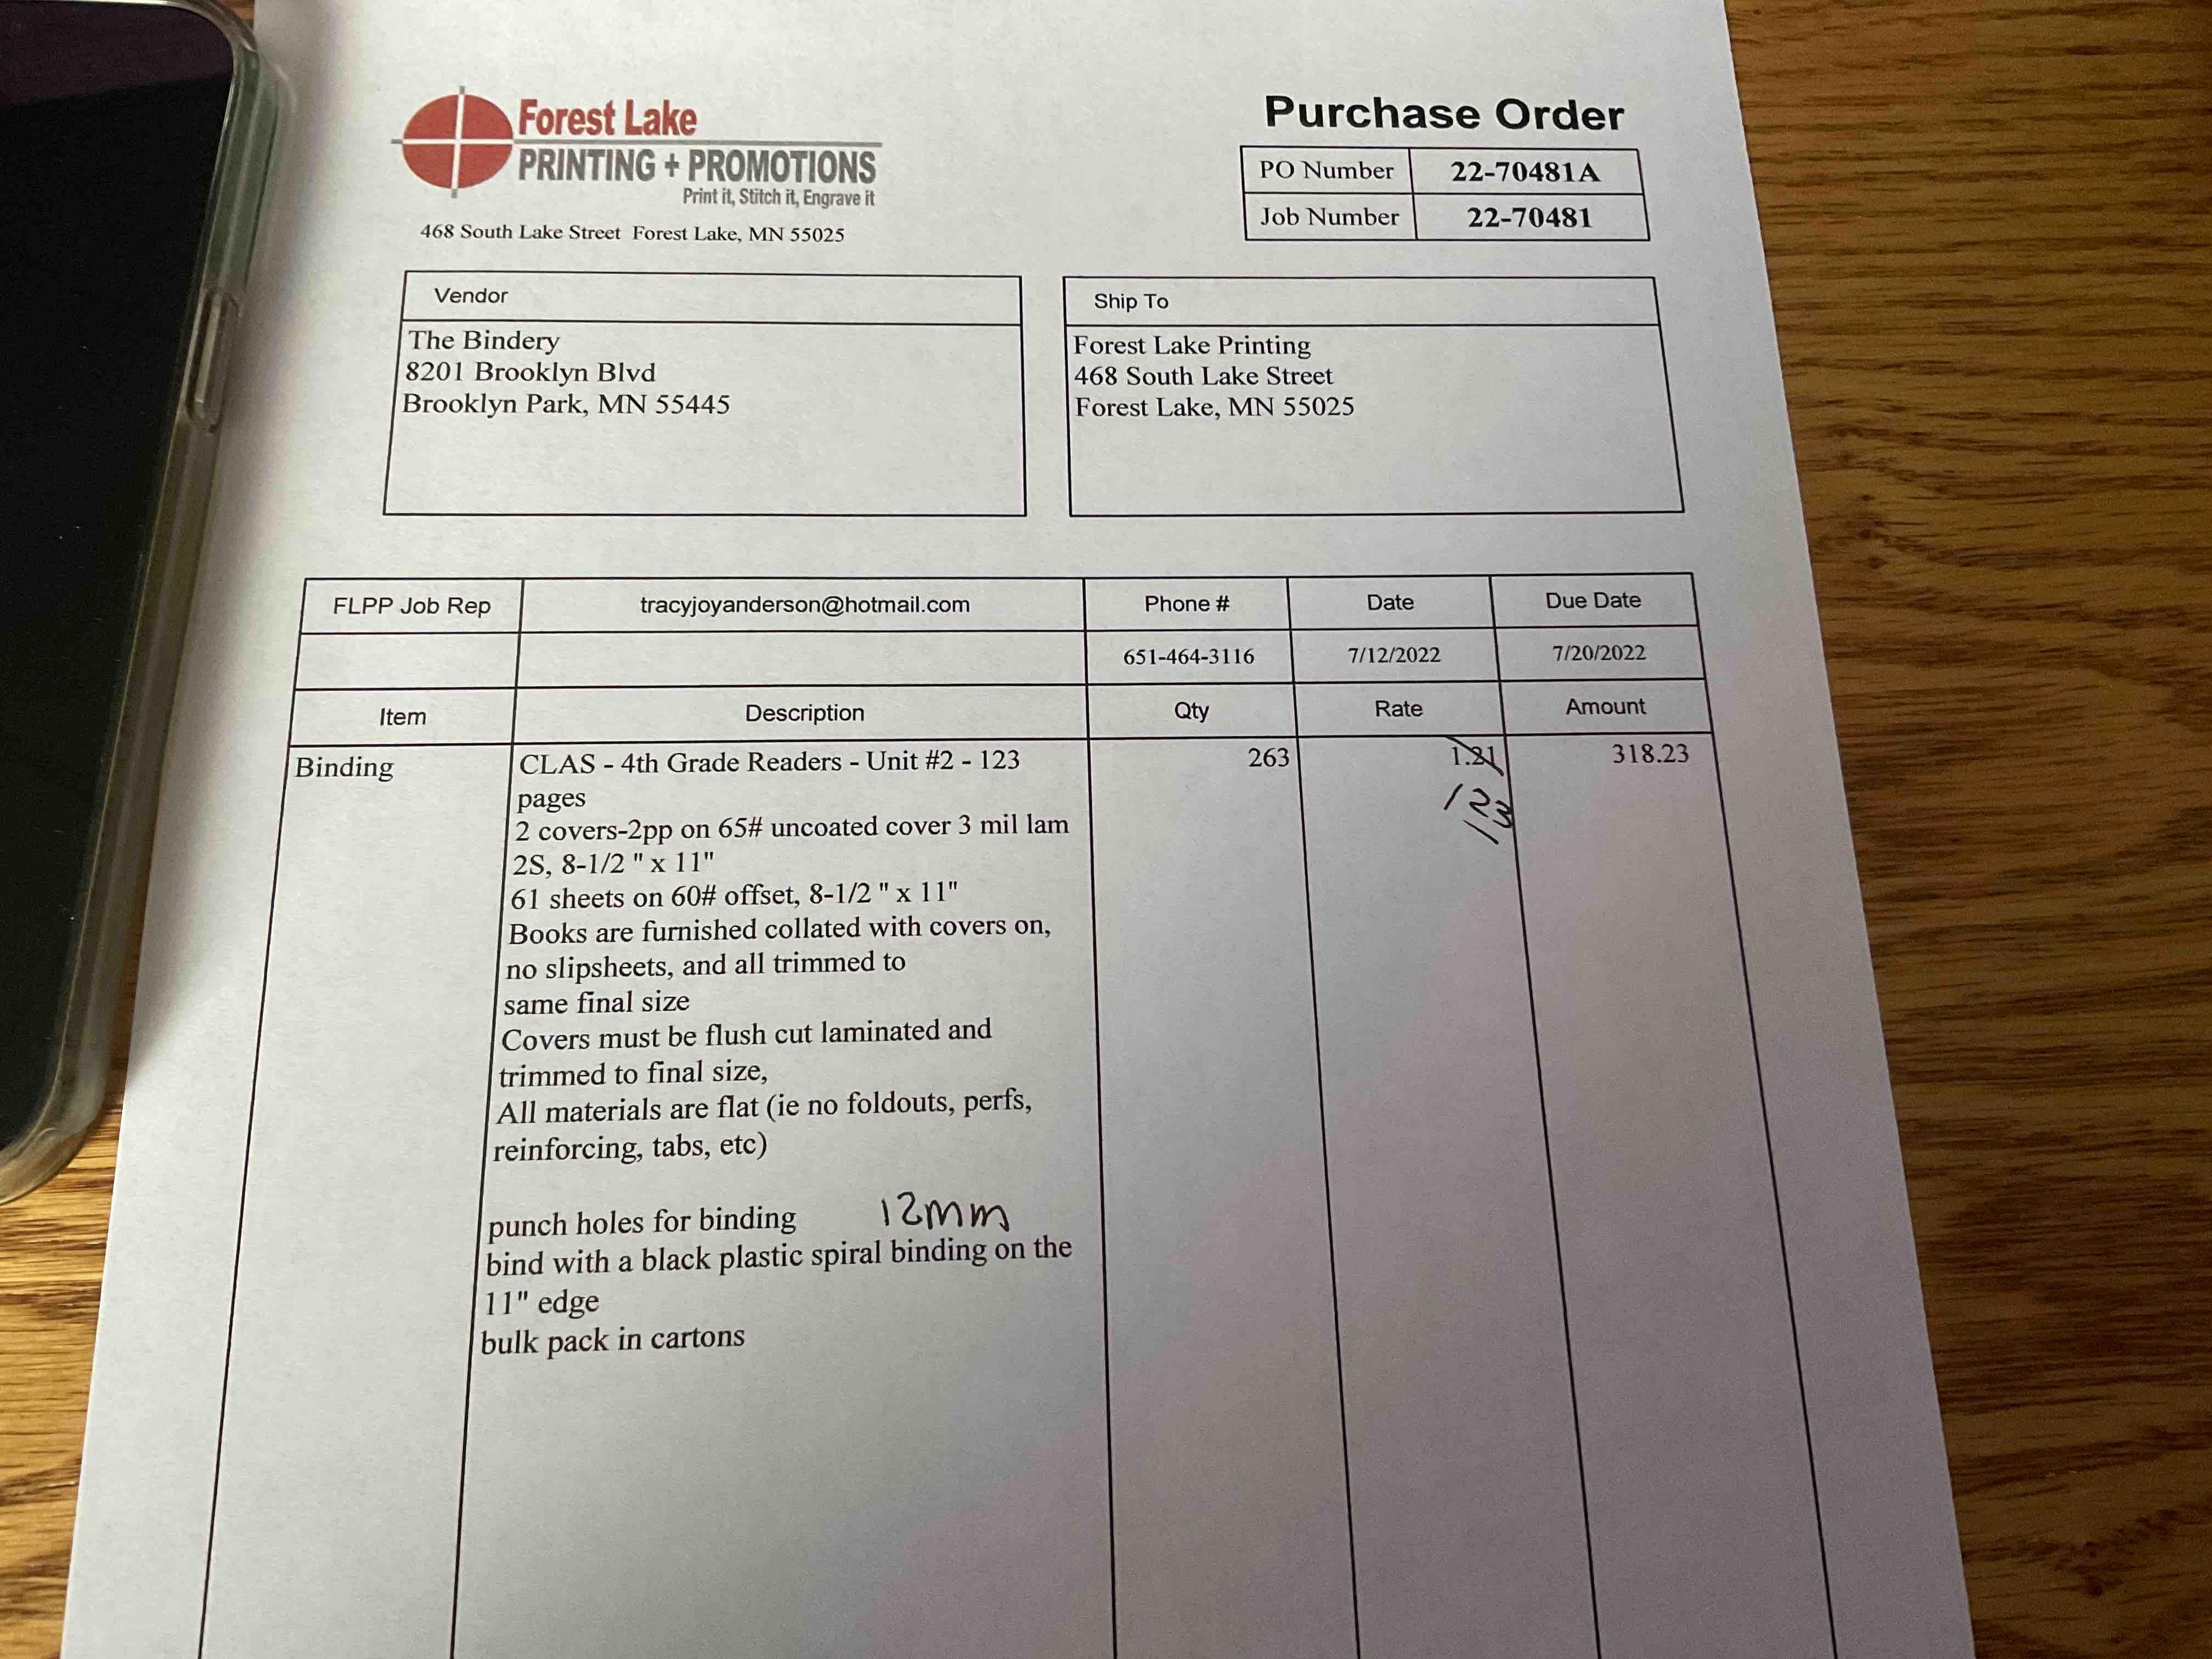 Forest Lake
PRINTING + PROMOTIONS
Print it, Stitch it, Engrave it
468 South Lake Street Forest Lake, MN 55025
Purchase Order
PO Number 22-70481A
Job Number 22-70481
Vendor
The Bindery
8201 Brooklyn Blvd
Brooklyn Park, MN 55445
Ship To
Forest Lake Printing
468 South Lake Street
Forest Lake, MN 55025
FLPP Job Rep tracyjoyanderson@hotmail.com Phone # Date Due Date
651-464-3116 7/12/2022 7/20/2022
Item Description Qty Rate Amount
Binding CLAS - 4th Grade Readers - Unit #2 - 123 263 1.21 318.23
pages 123
2 covers-2pp on 65# uncoated cover 3 mil lam
2S, 8-1/2 " x 11"
61 sheets on 60# offset, 8-1/2 " x 11"
Books are furnished collated with covers on,
no slipsheets, and all trimmed to
same final size
Covers must be flush cut laminated and
trimmed to final size,
All materials are flat (ie no foldouts, perfs,
reinforcing, tabs, etc)
punch holes for binding 12mm
bind with a black plastic spiral binding on the
11" edge
bulk pack in cartons